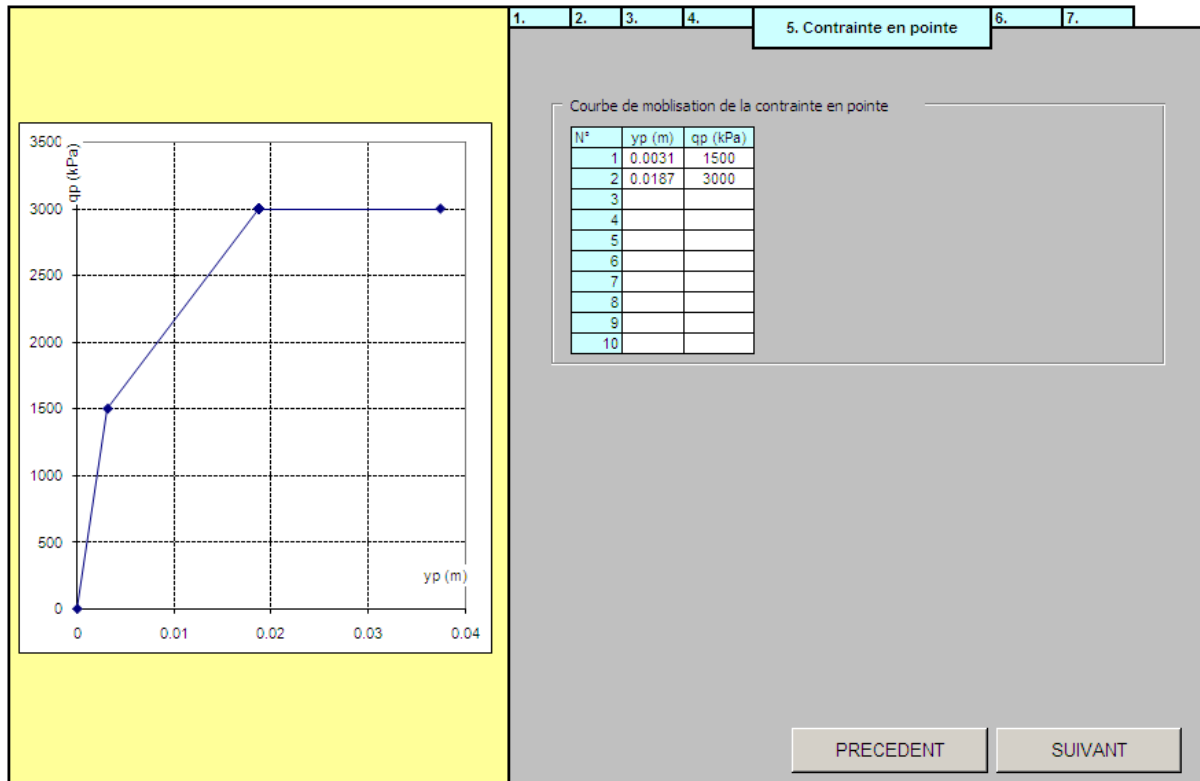 1. 2. 3. 4. 5. Contrainte en pointe 6. 7.
qp (kPa)
3500
3000
2500
2000
1500
1000
500
0
yp (m)
0 0.01 0.02 0.03 0.04
Courbe de moblisation de la contrainte en pointe
N° yp (m) qp (kPa)
1 0.0031 1500
2 0.0187 3000
3
4
5
6
7
8
9
10
PRECEDENT SUIVANT